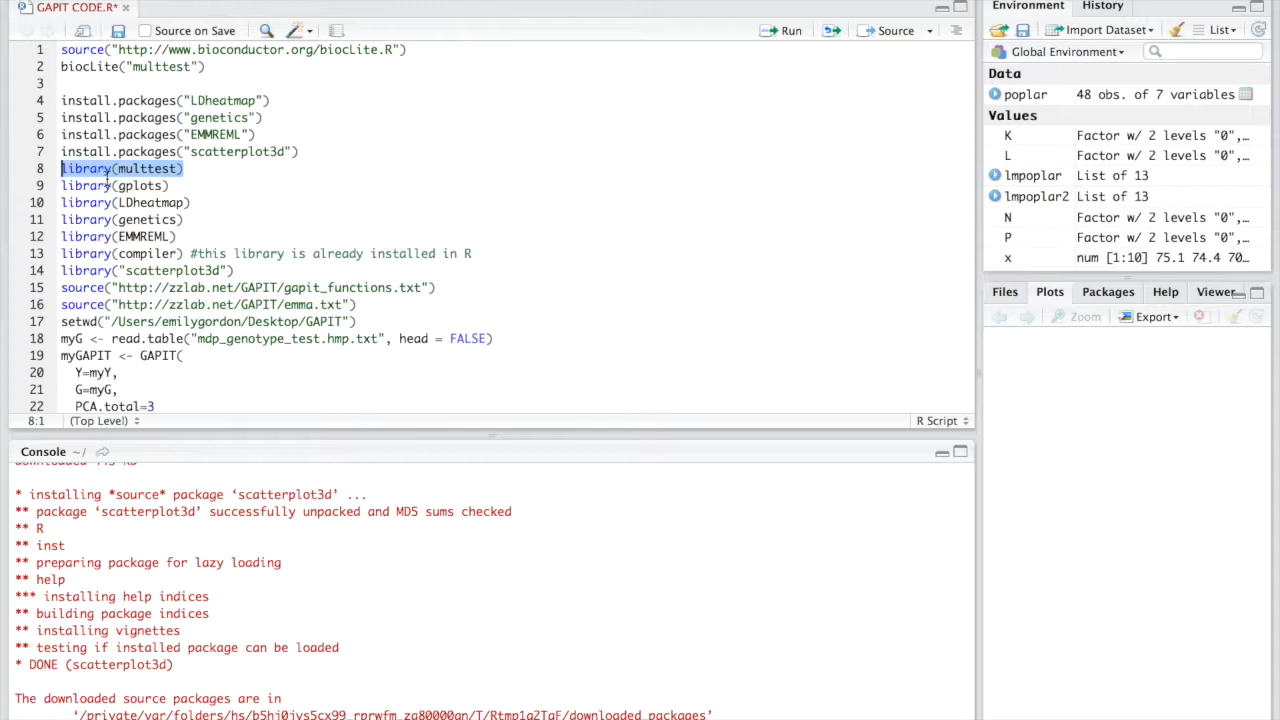 GAPIT CODE.R*
Source on Save
Run
Source
1 source("http://www.bioconductor.org/biocLite.R")
2 biocLite("multtest")
3
4 install.packages("LDheatmap")
5 install.packages("genetics")
6 install.packages("EMMREML")
7 install.packages("scatterplot3d")
8 library(multtest)
9 library(gplots)
10 library(LDheatmap)
11 library(genetics)
12 library(EMMREML)
13 library(compiler) #this library is already installed in R
14 library("scatterplot3d")
15 source("http://zzlab.net/GAPIT/gapit_functions.txt")
16 source("http://zzlab.net/GAPIT/emma.txt")
17 setwd("/Users/emilygordon/Desktop/GAPIT")
18 myG <- read.table("mdp_genotype_test.hmp.txt", head = FALSE)
19 myGAPIT <- GAPIT(
20 Y=myY,
21 G=myG,
22 PCA.total=3
8:1 (Top Level) R Script
Console ~/
* installing *source* package ‘scatterplot3d’ ...
** package ‘scatterplot3d’ successfully unpacked and MD5 sums checked
** R
** inst
** preparing package for lazy loading
** help
*** installing help indices
** building package indices
** installing vignettes
** testing if installed package can be loaded
* DONE (scatterplot3d)
The downloaded source packages are in
Environment History
Import Dataset List
Global Environment
Data
poplar 48 obs. of 7 variables
Values
K Factor w/ 2 levels "0",…
L Factor w/ 2 levels "0",…
lmpoplar List of 13
lmpoplar2 List of 13
N Factor w/ 2 levels "0",…
P Factor w/ 2 levels "0",…
x num [1:10] 75.1 74.4 70…
Files Plots Packages Help Viewer
Zoom Export